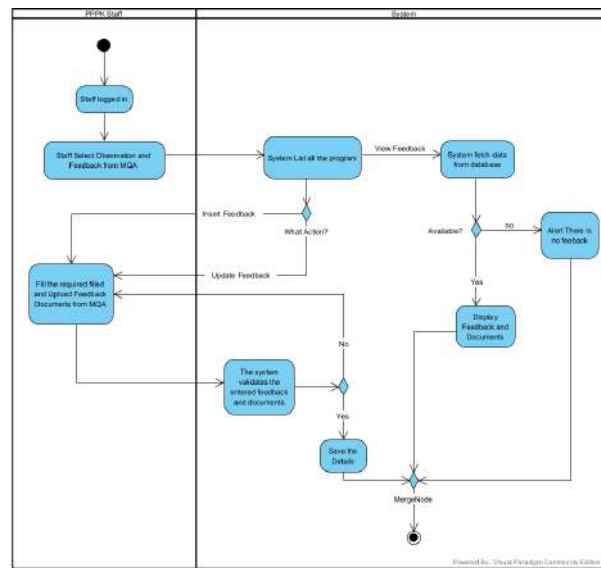 PPPK Staff
System
Staff logged in
Staff Select Observation and
Feedback from MQA
System List all the program
View Feedback
System fetch data
from database
Insert Feedback
What Action?
Available?
no
Alert There is
no feeback
Update Feedback
Fill the required filled
and Upload Feedback
Documents from MQA
Yes
Display
Feedback and
Documents
No
The system
validates the
entered feedback
and documents
Yes
Save the
Details
MergeNode
Powered By: Visual Paradigm Community Edition